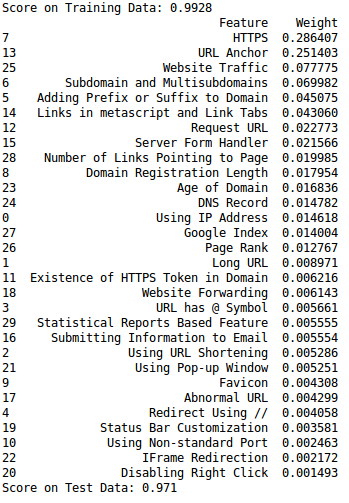 Score on Training Data: 0.9928
Feature Weight
7 HTTPS 0.286407
13 URL Anchor 0.251403
25 Website Traffic 0.077775
6 Subdomain and Multisubdomains 0.069982
5 Adding Prefix or Suffix to Domain 0.045075
14 Links in metascript and Link Tabs 0.043060
12 Request URL 0.022773
15 Server Form Handler 0.021566
28 Number of Links Pointing to Page 0.019985
8 Domain Registration Length 0.017954
23 Age of Domain 0.016836
24 DNS Record 0.014782
0 Using IP Address 0.014618
27 Google Index 0.014004
26 Page Rank 0.012767
1 Long URL 0.008971
11 Existence of HTTPS Token in Domain 0.006216
18 Website Forwarding 0.006143
3 URL has @ Symbol 0.005661
29 Statistical Reports Based Feature 0.005555
16 Submitting Information to Email 0.005554
2 Using URL Shortening 0.005286
21 Using Pop-up Window 0.005251
9 Favicon 0.004308
17 Abnormal URL 0.004299
4 Redirect Using // 0.004058
19 Status Bar Customization 0.003581
10 Using Non-standard Port 0.002463
22 IFrame Redirection 0.002172
20 Disabling Right Click 0.001493
Score on Test Data: 0.971